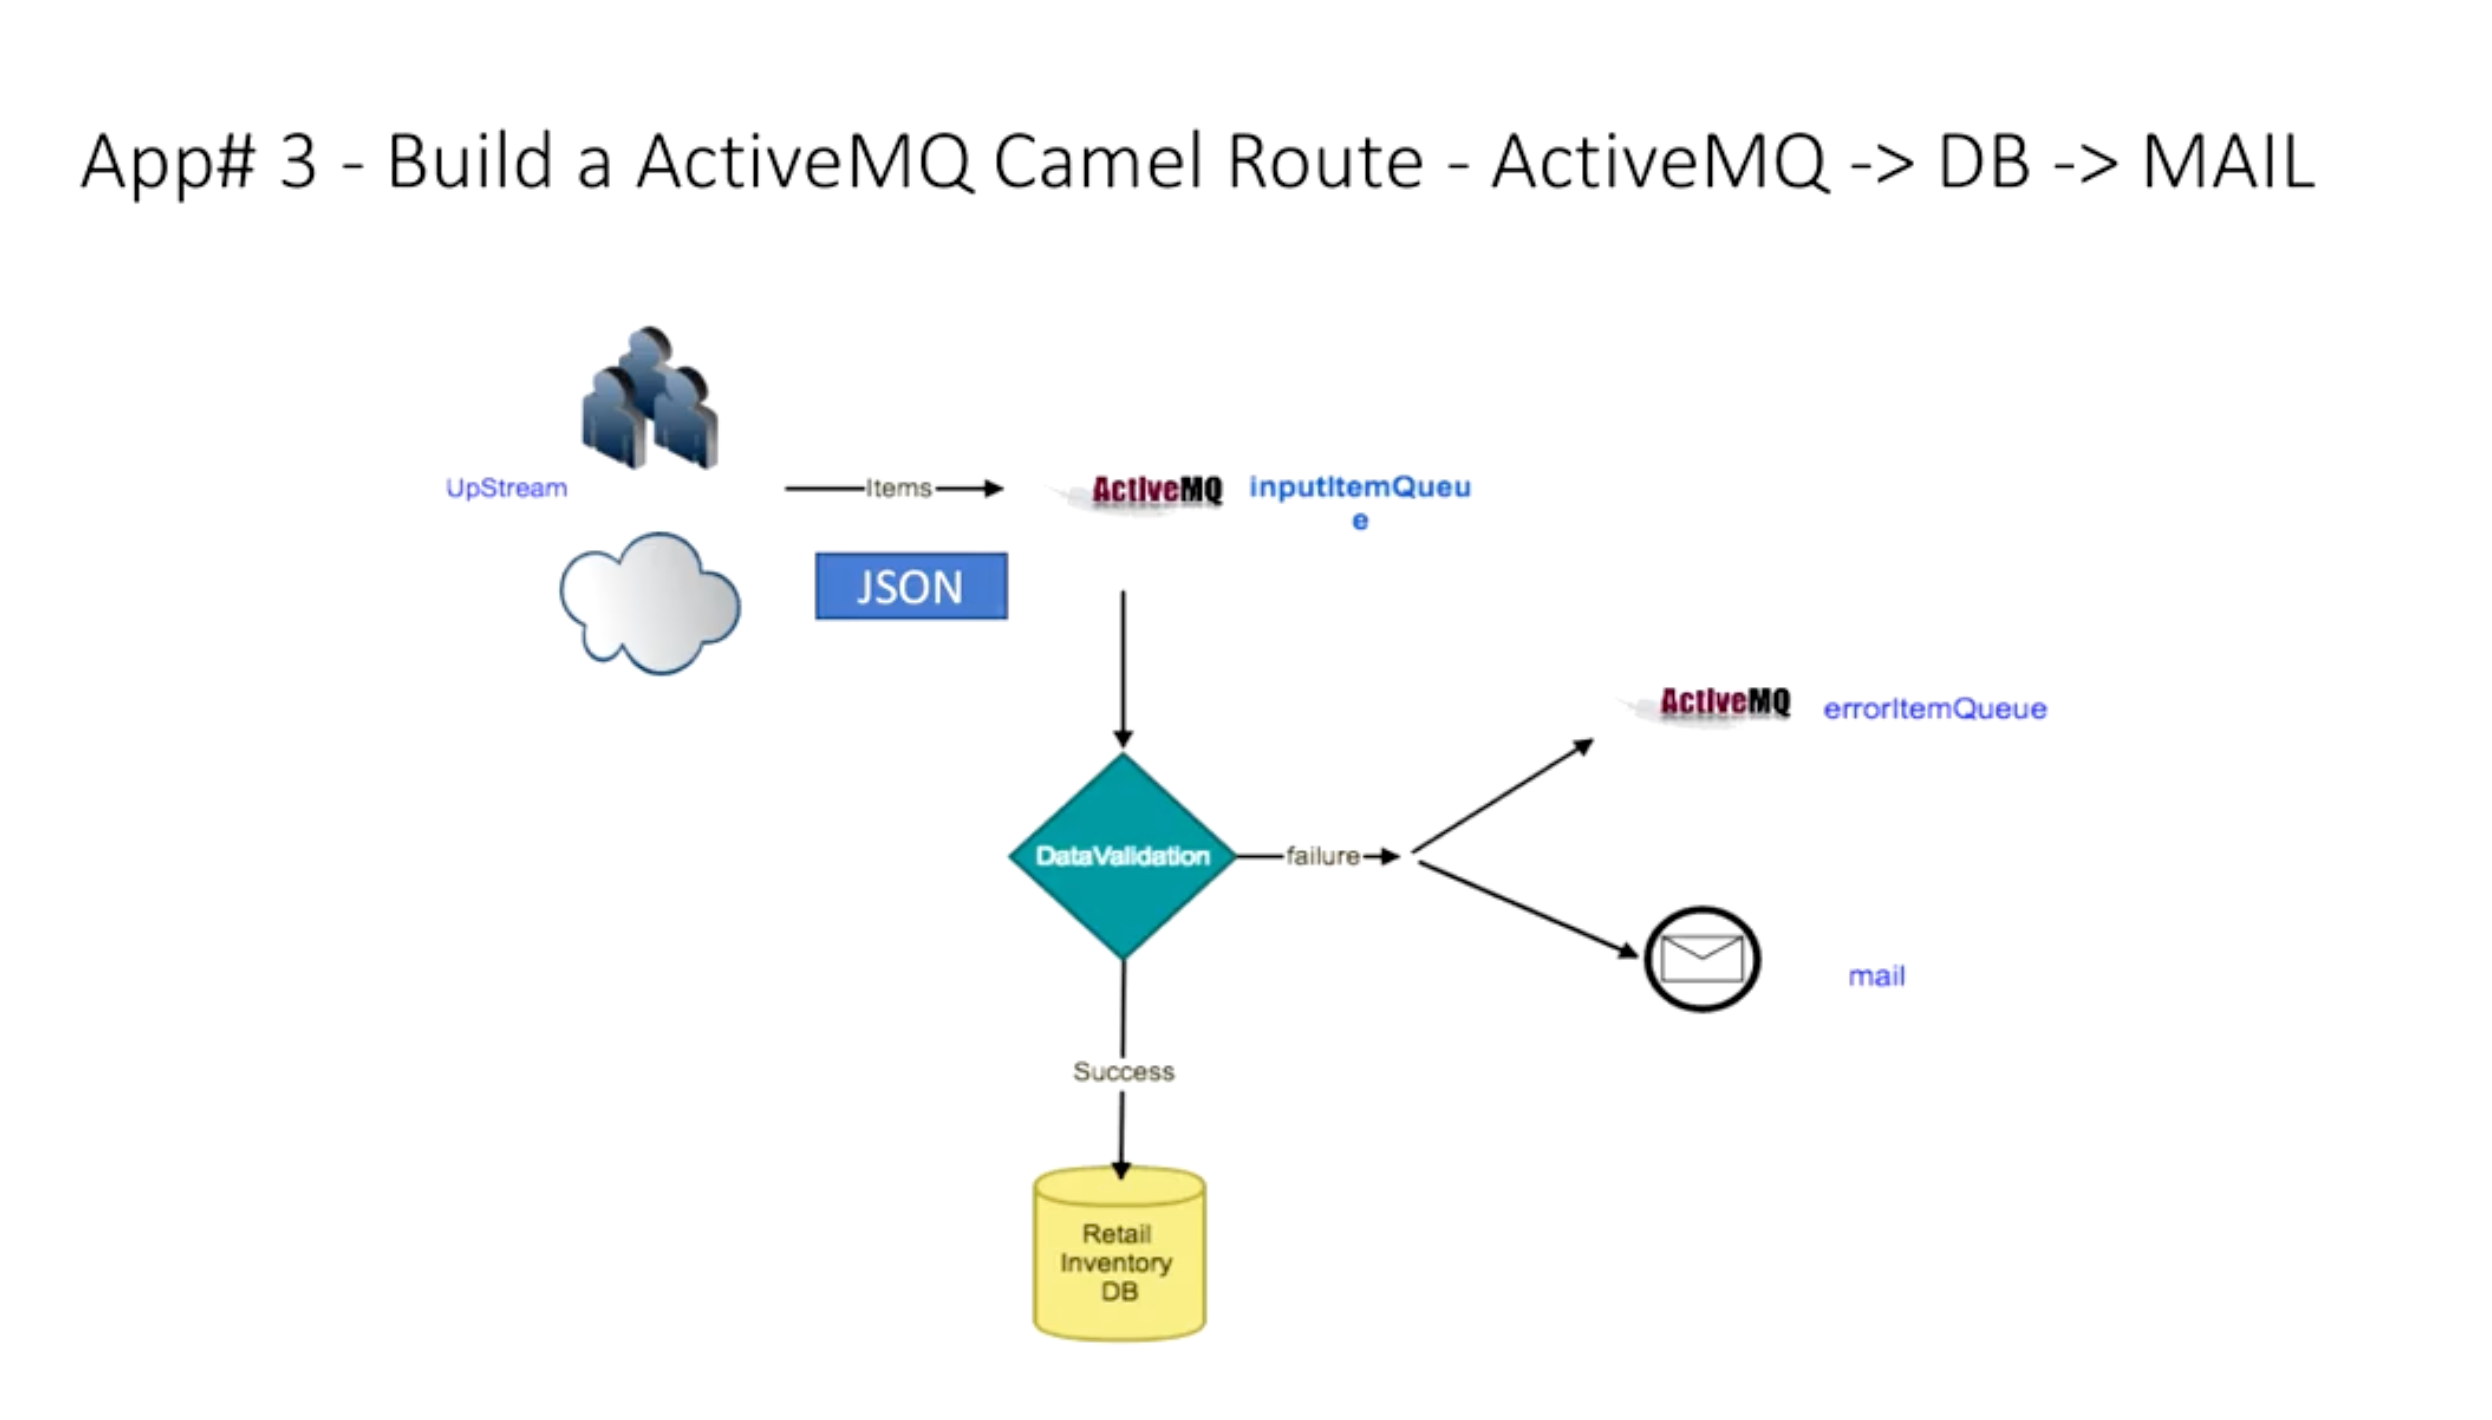 App# 3 - Build a ActiveMQ Camel Route - ActiveMQ -> DB -> MAIL
UpStream
Items
ActiveMQ
inputItemQueu
e
JSON
ActiveMQ
errorItemQueue
DataValidation
failure
mail
Success
Retail
Inventory
DB